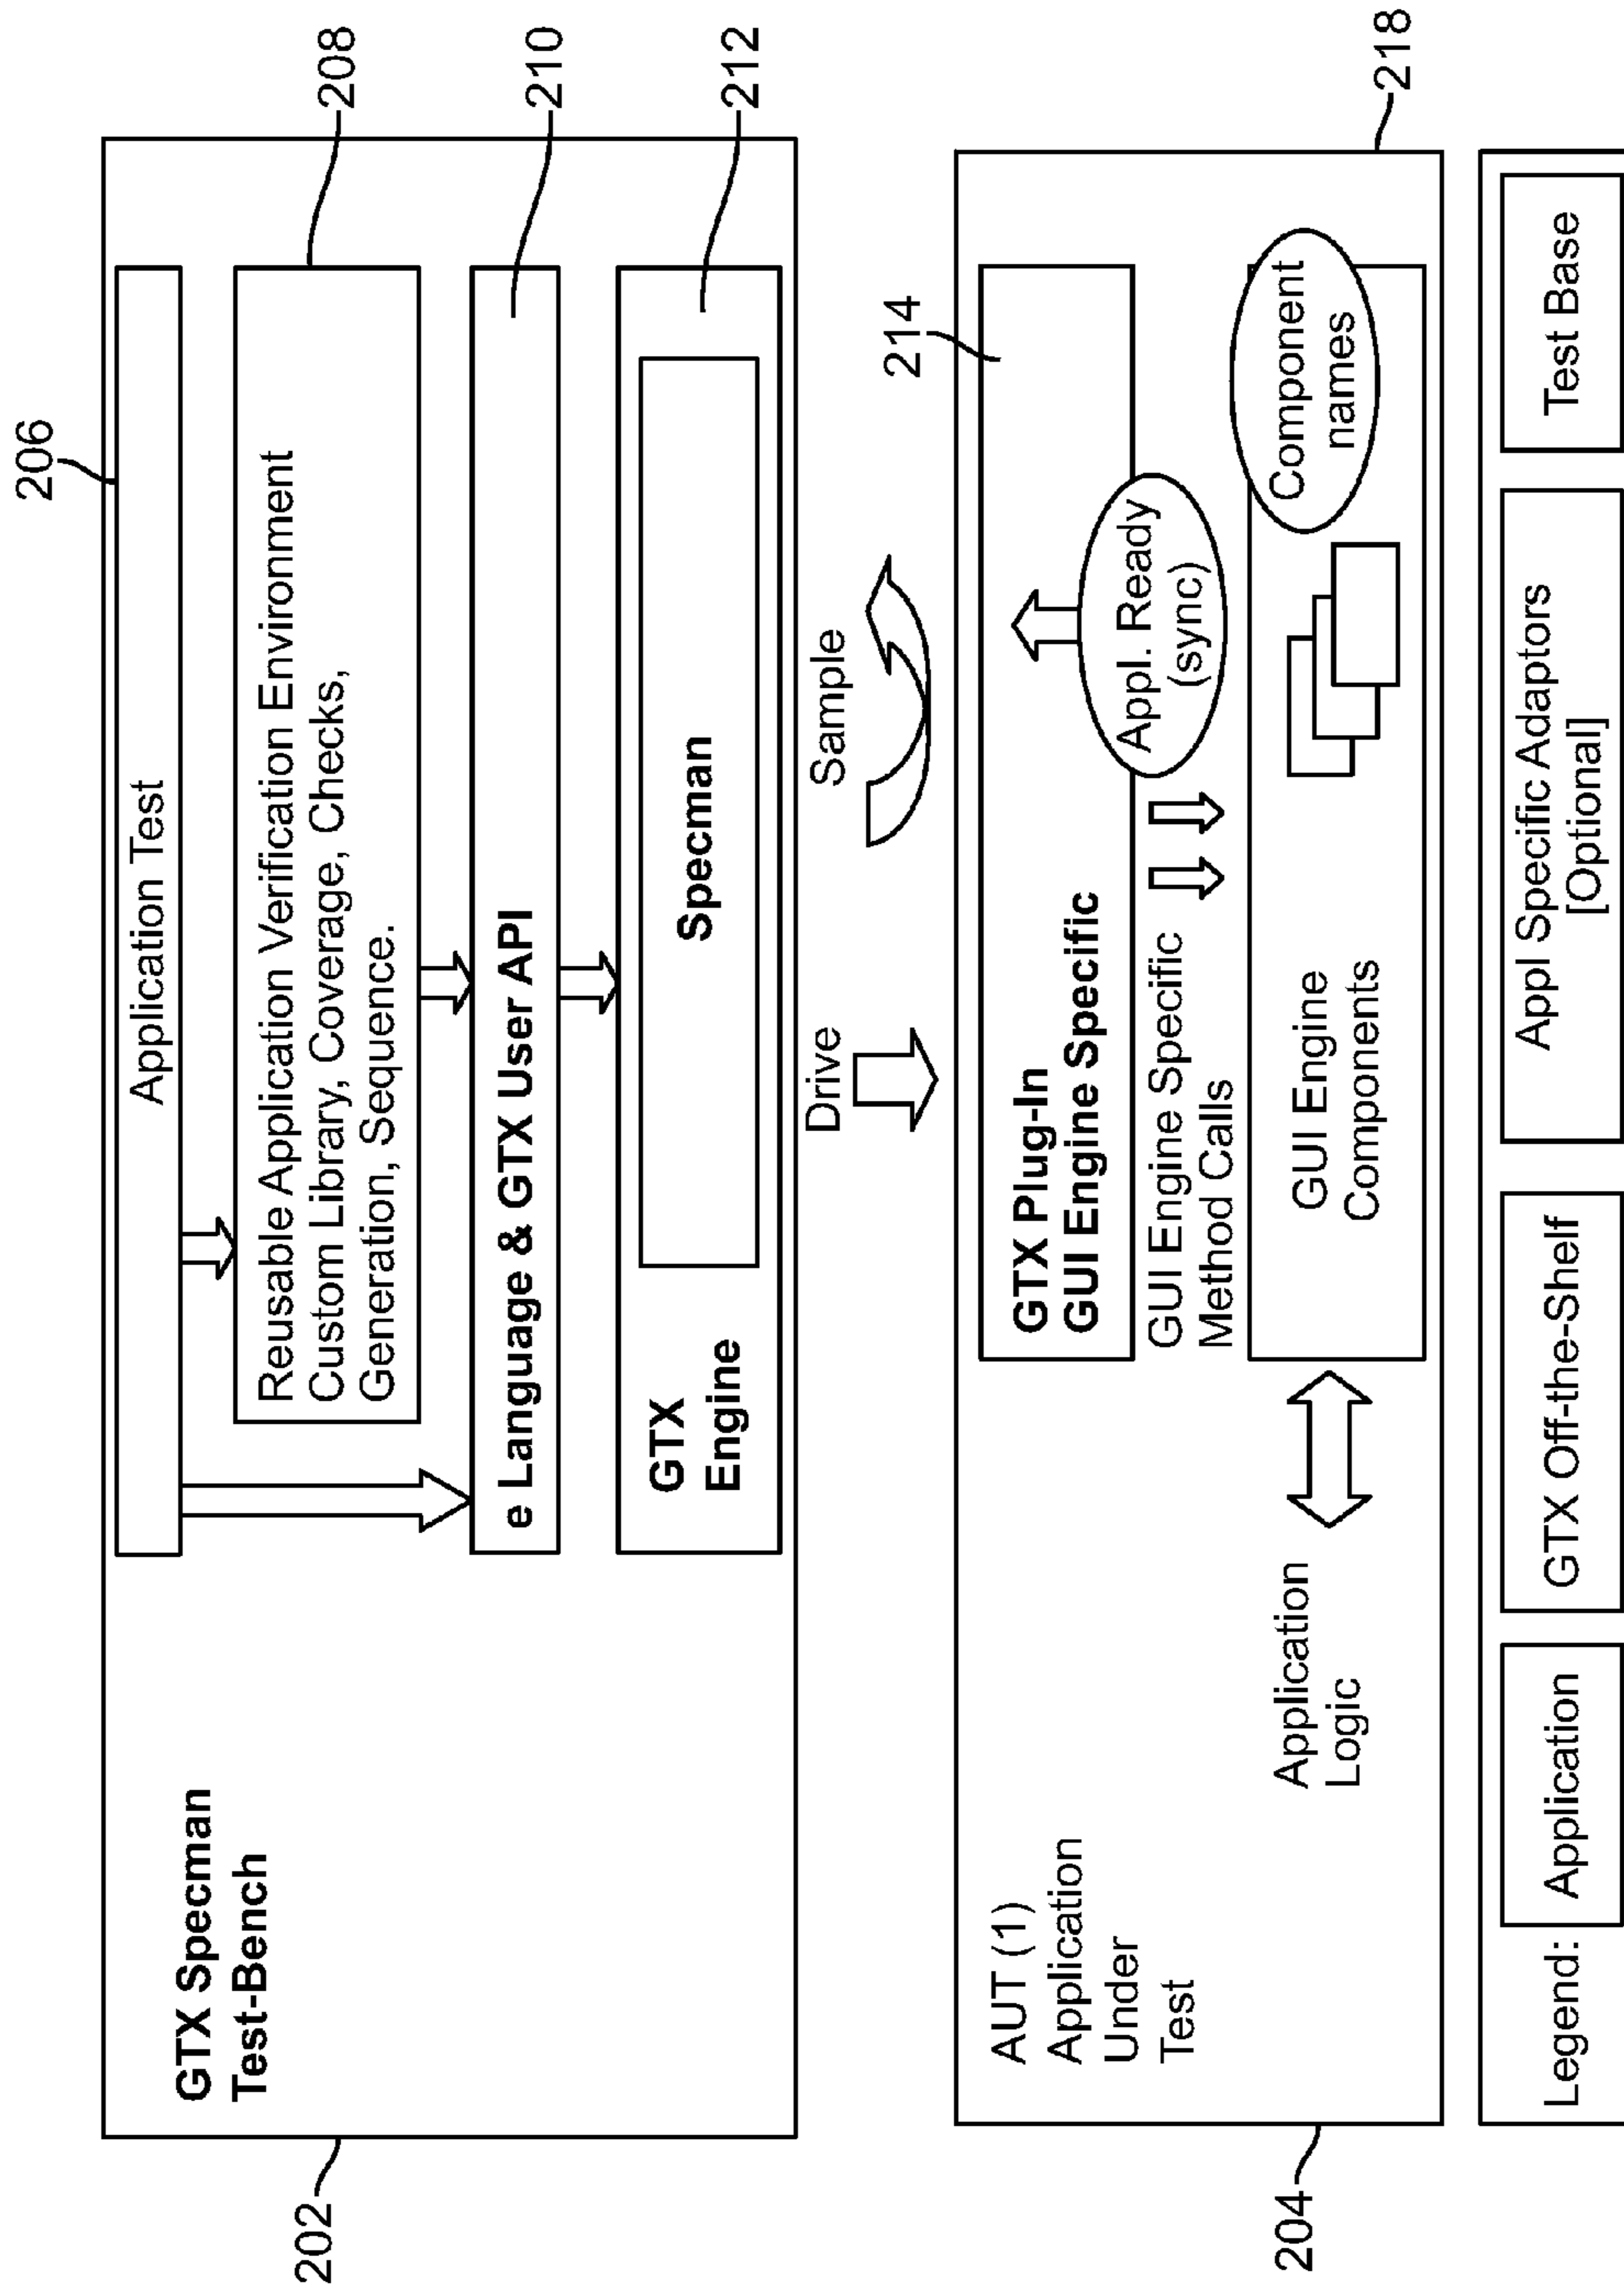 206
202
GTX Specman
Test-Bench
Application Test
Reusable Application Verification Environment
Custom Library, Coverage, Checks,
Generation, Sequence.
208
e Language & GTX User API
210
GTX
Engine
Specman
212
Drive
Sample
204
AUT (1)
Application
Under
Test
214
GTX Plug-In
GUI Engine Specific
GUI Engine Specific
Method Calls
Appl. Ready
(sync)
Application
Logic
GUI Engine
Components
Component
names
218
Legend:
Application
GTX Off-the-Shelf
Appl Specific Adaptors
[Optional]
Test Base